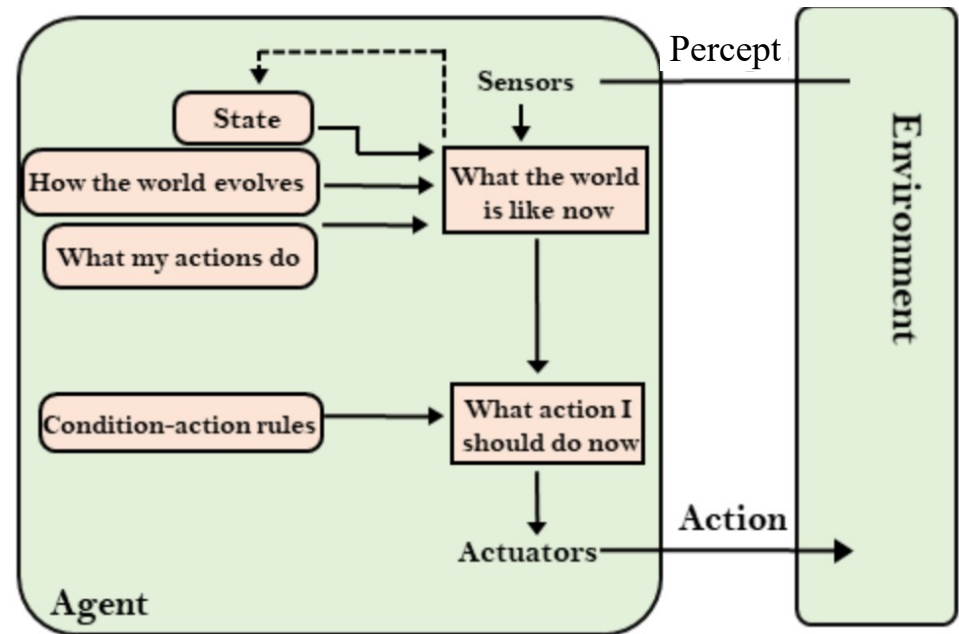 Percept
Sensors
State
How the world evolves
What the world
is like now
What my actions do
Environment
Condition-action rules
What action I
should do now
Action
Actuators
Agent